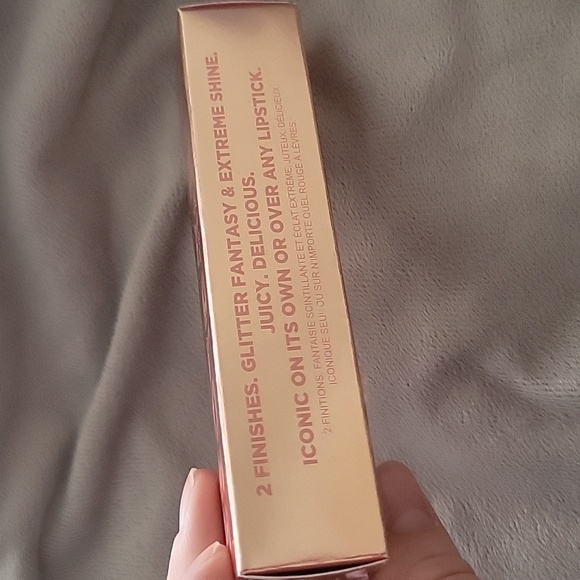 2 FINISHES. GLITTER FANTASY & EXTREME SHINE.
JUICY. DELICIOUS.
ICONIC ON ITS OWN OR OVER ANY LIPSTICK.
2 FINITIONS. FANTAISIE SCINTILLANTE ET ÉCLAT EXTRÊME. JUTEUX. DÉLICIEUX.
ICONIQUE SEUL OU SUR N'IMPORTE QUEL ROUGE À LÈVRES.